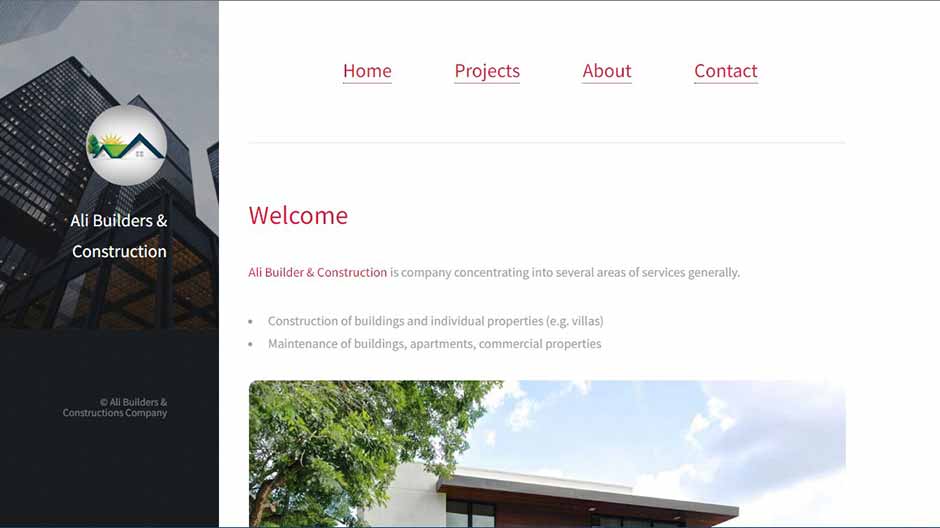 Home
Projects
About
Contact
Ali Builders &
Construction
© Ali Builders &
Constructions Company
Welcome
Ali Builder & Construction is company concentrating into several areas of services generally.
Construction of buildings and individual properties (e.g. villas)
Maintenance of buildings, apartments, commercial properties